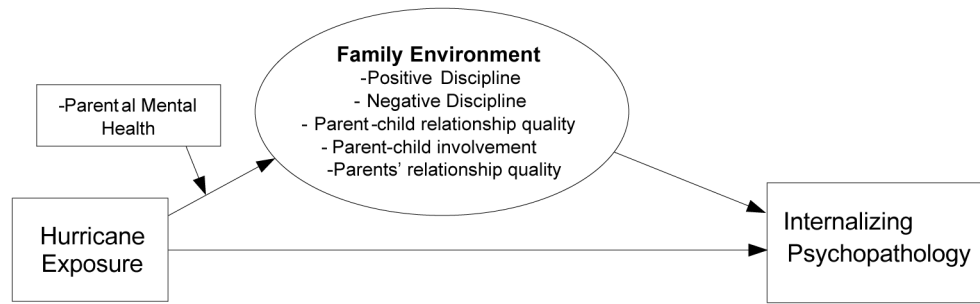 Family Environment
-Positive Discipline
- Negative Discipline
- Parent-child relationship quality
- Parent-child involvement
-Parents' relationship quality
-Parental Mental
Health
Hurricane
Exposure
Internalizing
Psychopathology